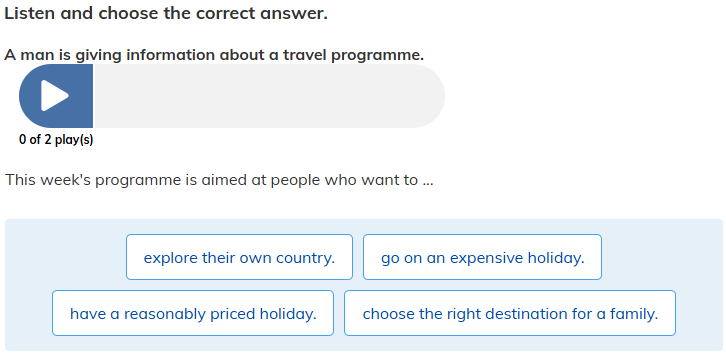 Listen and choose the correct answer.
A man is giving information about a travel programme.
0 of 2 play(s)
This week's programme is aimed at people who want to ...
explore their own country.
go on an expensive holiday.
have a reasonably priced holiday.
choose the right destination for a family.